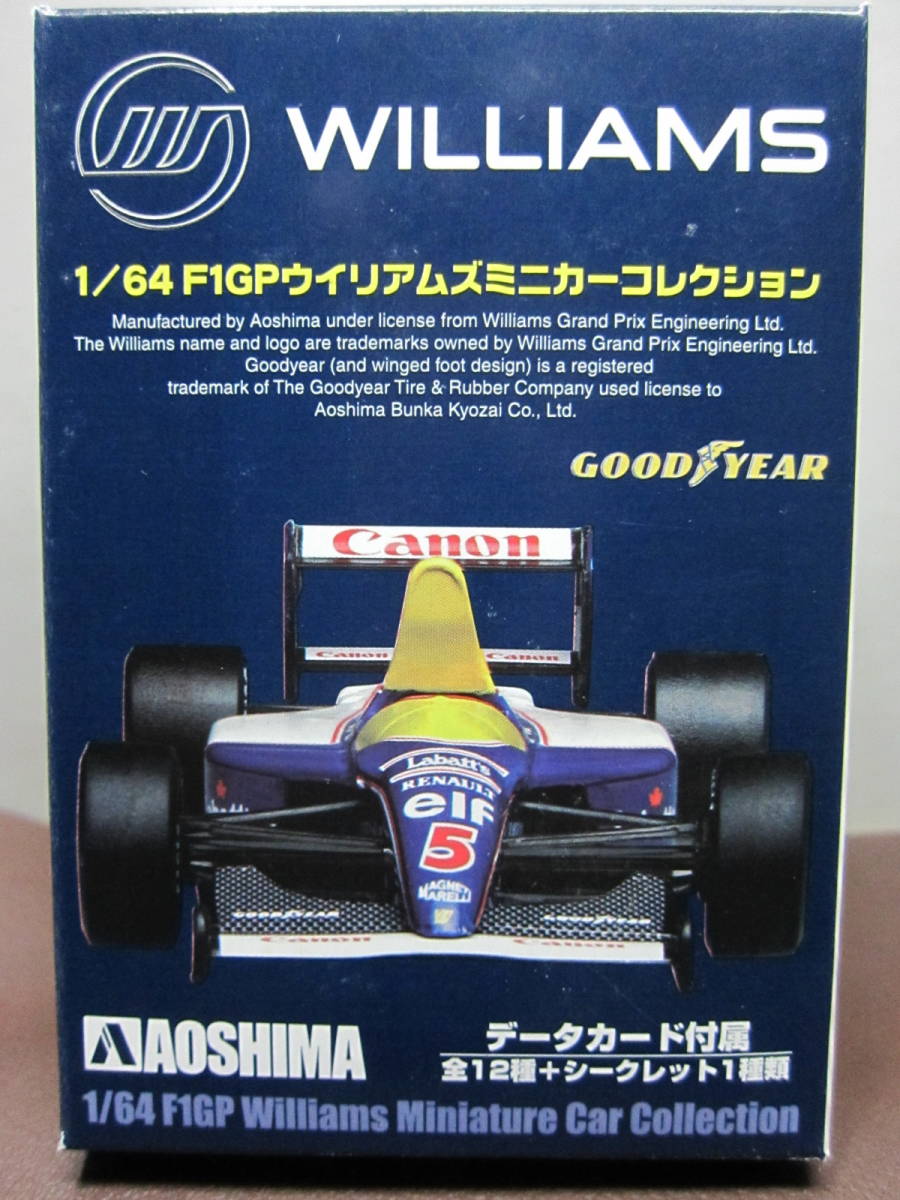 WILLIAMS
1/64 F1GPウイリアムズミニカーコレクション
Manufactured by Aoshima under license from Williams Grand Prix Engineering Ltd.
The Williams name and logo are trademarks owned by Williams Grand Prix Engineering Ltd.
Goodyear (and winged foot design) is a registered
trademark of The Goodyear Tire & Rubber Company used license to
Aoshima Bunka Kyozai Co., Ltd.
GOODYEAR
Canon
Canon Canon
Labatt's
RENAULT
elf
5
MAGNETI
MARELLI
GOODYEAR GOODYEAR
Canon Canon
AOSHIMA
データカード付属
全12種+シークレット1種類
1/64 F1GP Williams Miniature Car Collection